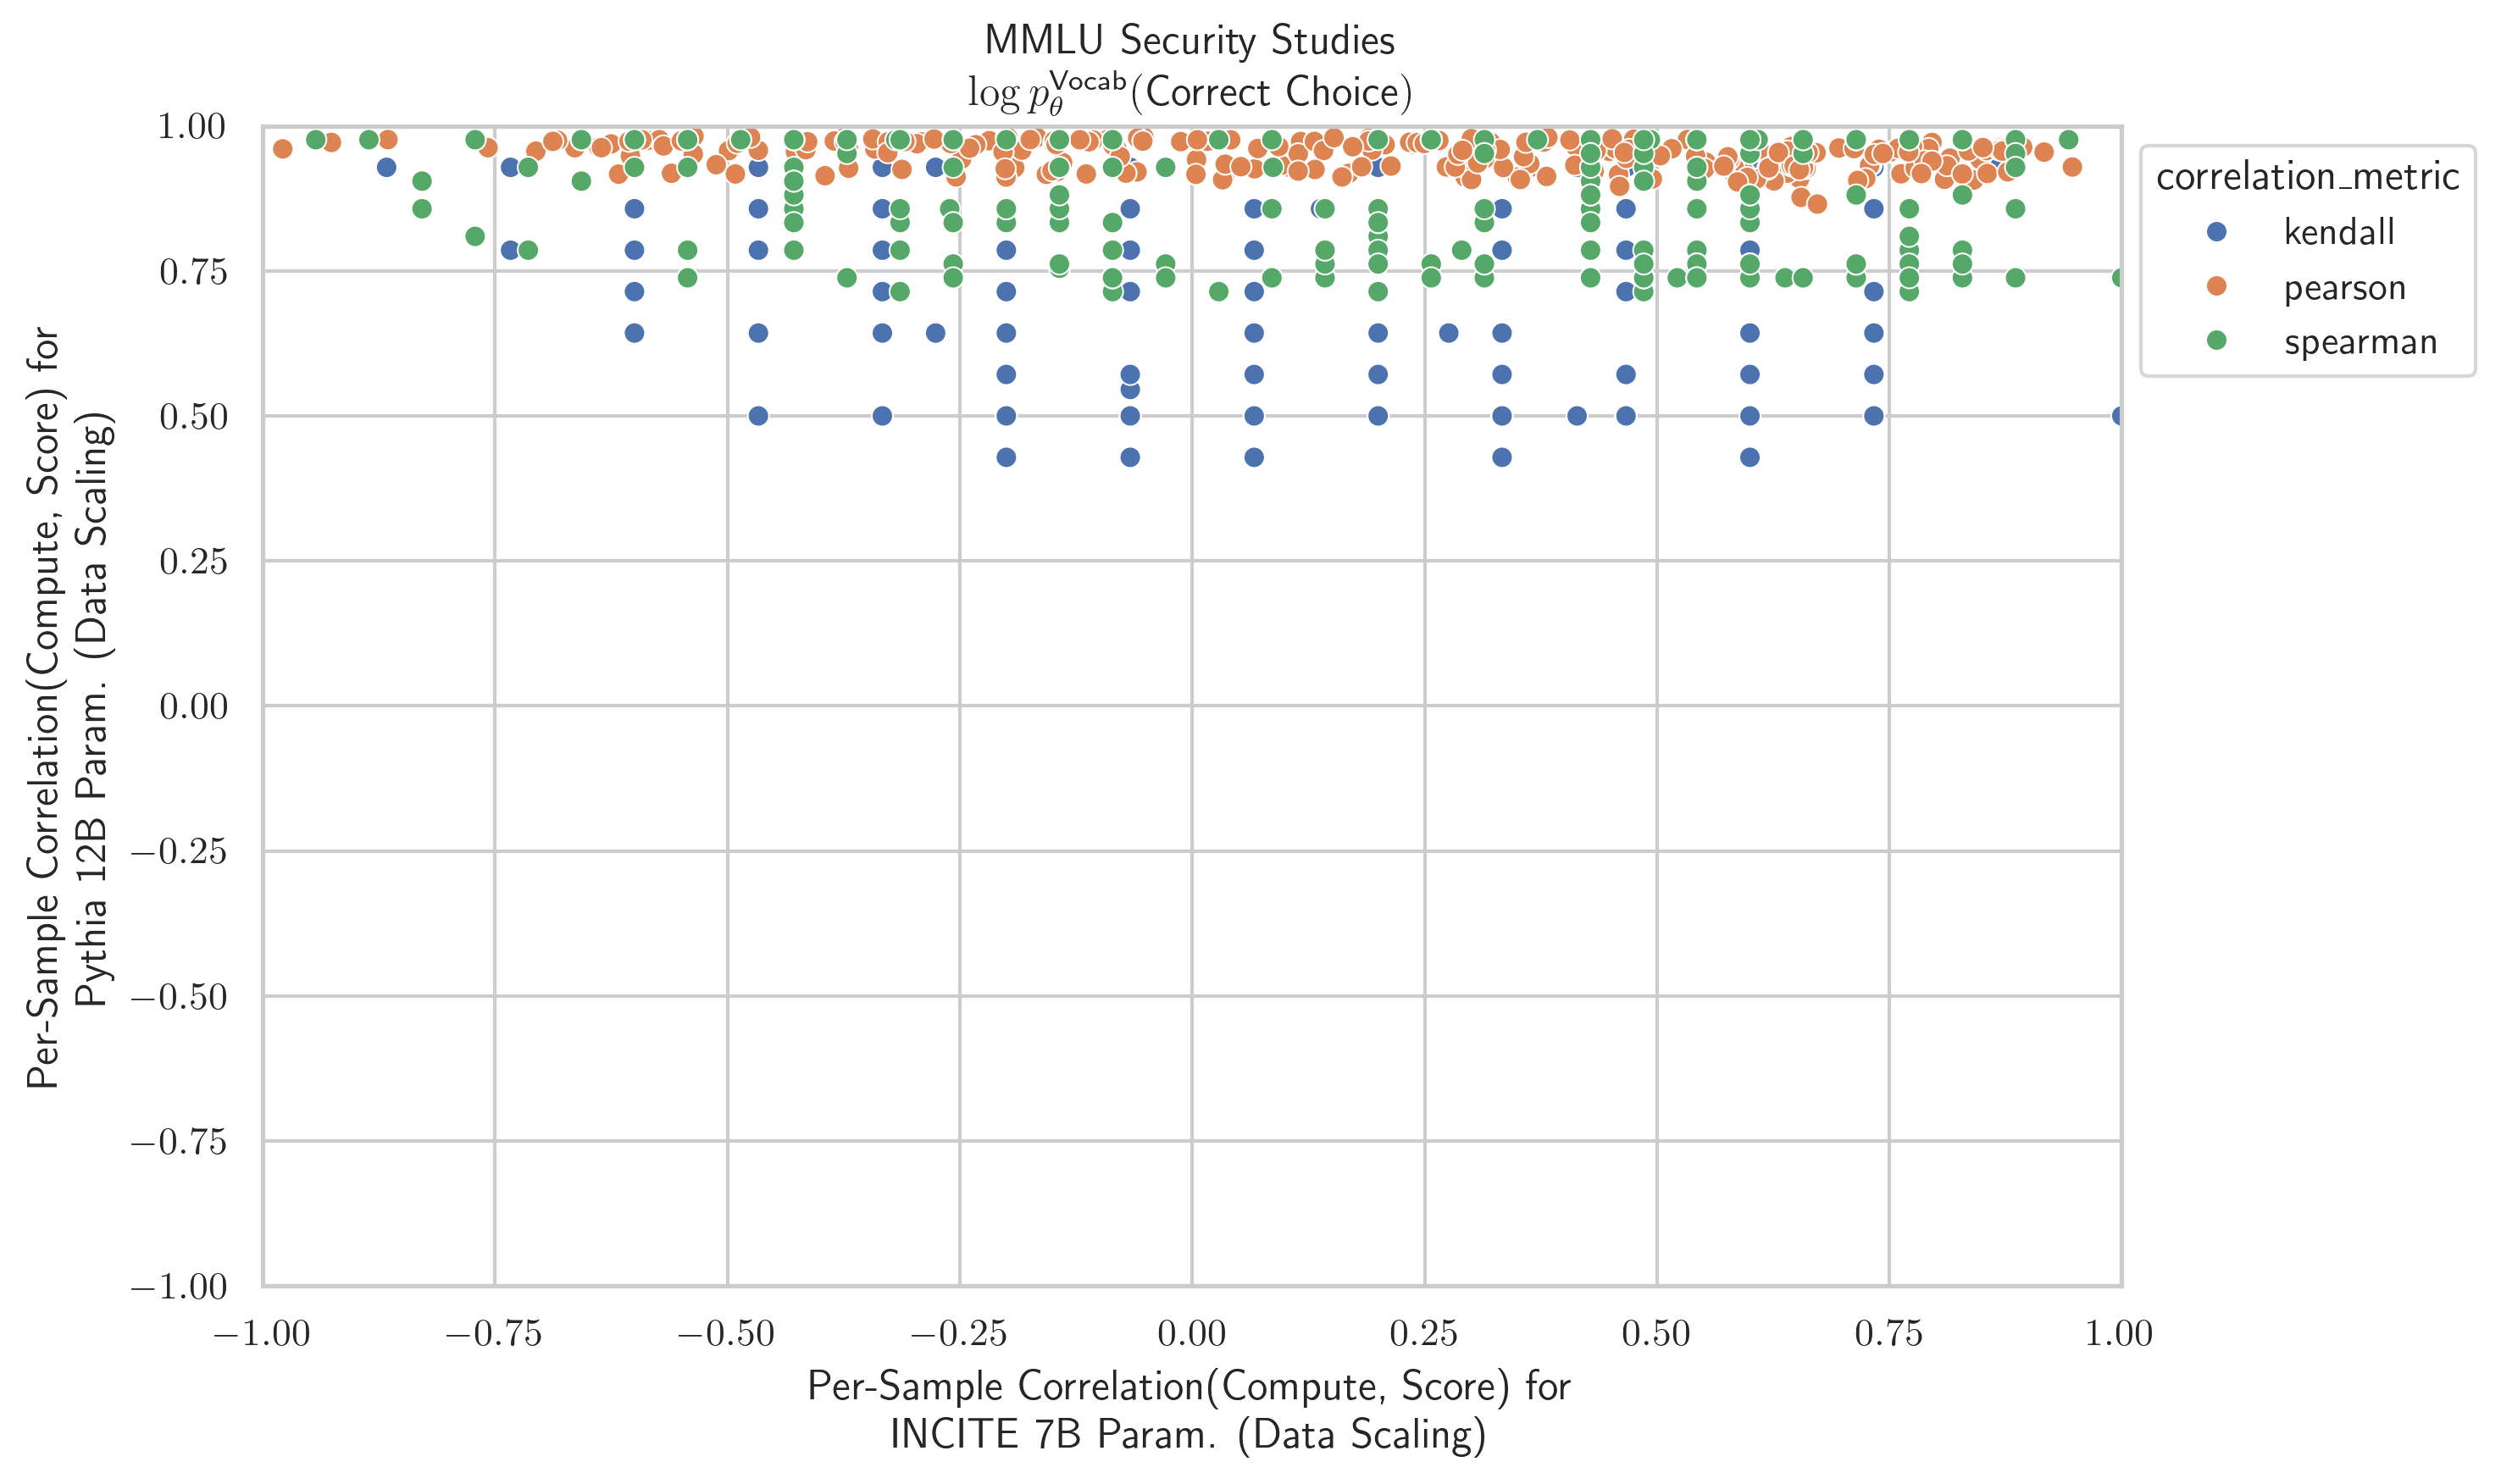 MMLU Security Studies
log p_θ^Vocab(Correct Choice)
1.00
0.75
0.50
0.25
0.00
−0.25
−0.50
−0.75
−1.00
Per-Sample Correlation(Compute, Score) for
Pythia 12B Param. (Data Scaling)
−1.00 −0.75 −0.50 −0.25 0.00 0.25 0.50 0.75 1.00
Per-Sample Correlation(Compute, Score) for
INCITE 7B Param. (Data Scaling)
correlation_metric
kendall
pearson
spearman